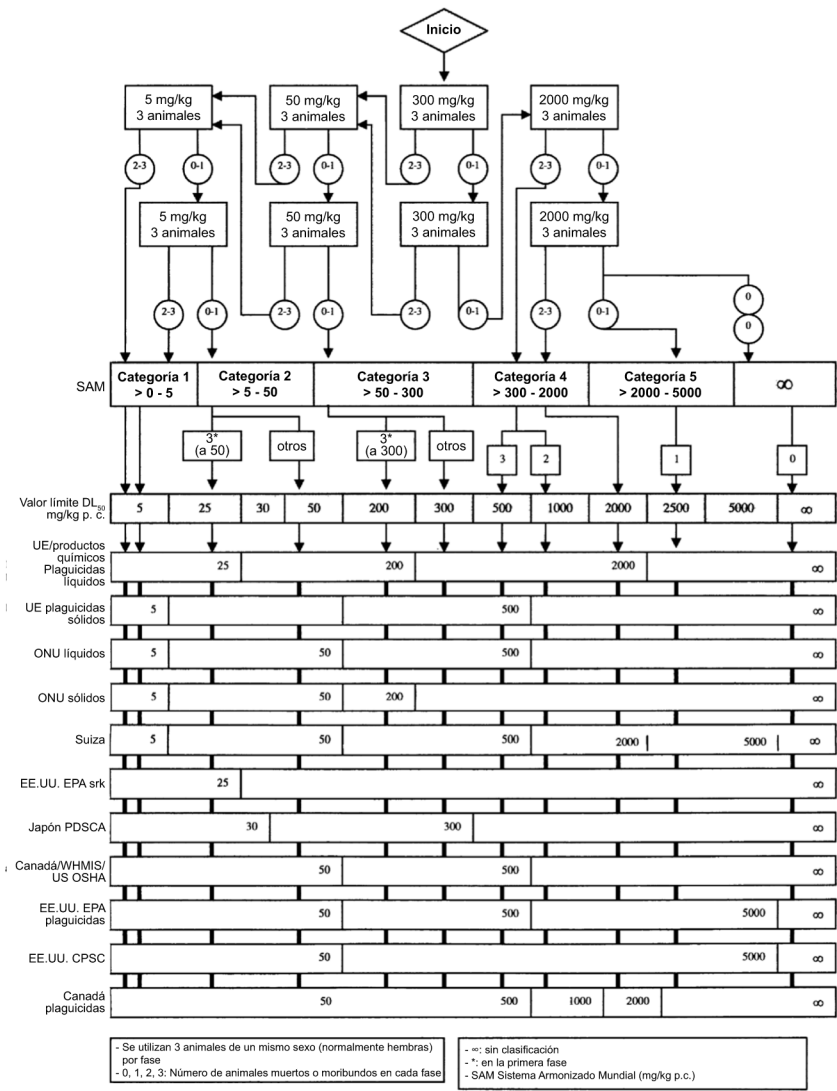 Inicio
5 mg/kg
3 animales
50 mg/kg
3 animales
300 mg/kg
3 animales
2000 mg/kg
3 animales
2-3 0-1 2-3 0-1 2-3 0-1 2-3 0-1
5 mg/kg
3 animales
50 mg/kg
3 animales
300 mg/kg
3 animales
2000 mg/kg
3 animales
2-3 0-1 2-3 0-1 2-3 0-1 2-3 0-1 0
0
SAM
Categoría 1
> 0 - 5
Categoría 2
> 5 - 50
Categoría 3
> 50 - 300
Categoría 4
> 300 - 2000
Categoría 5
> 2000 - 5000
∞
3*
(a 50)
otros
3*
(a 300)
otros
3 2 1 0
Valor límite DL50
mg/kg p. c.
5 25 30 50 200 300 500 1000 2000 2500 5000 ∞
UE/productos
químicos
Plaguicidas
líquidos
25 200 2000 ∞
UE plaguicidas
sólidos
5 500 ∞
ONU líquidos
5 50 500 ∞
ONU sólidos
5 50 200 ∞
Suiza
5 50 500 2000 5000 ∞
EE.UU. EPA srk
25 ∞
Japón PDSCA
30 300 ∞
Canadá/WHMIS/
US OSHA
50 500 ∞
EE.UU. EPA
plaguicidas
50 500 5000 ∞
EE.UU. CPSC
50 5000 ∞
Canadá
plaguicidas
50 500 1000 2000 ∞
- Se utilizan 3 animales de un mismo sexo (normalmente hembras)
por fase
- 0, 1, 2, 3: Número de animales muertos o moribundos en cada fase
- ∞: sin clasificación
- *: en la primera fase
- SAM Sistema Armonizado Mundial (mg/kg p.c.)